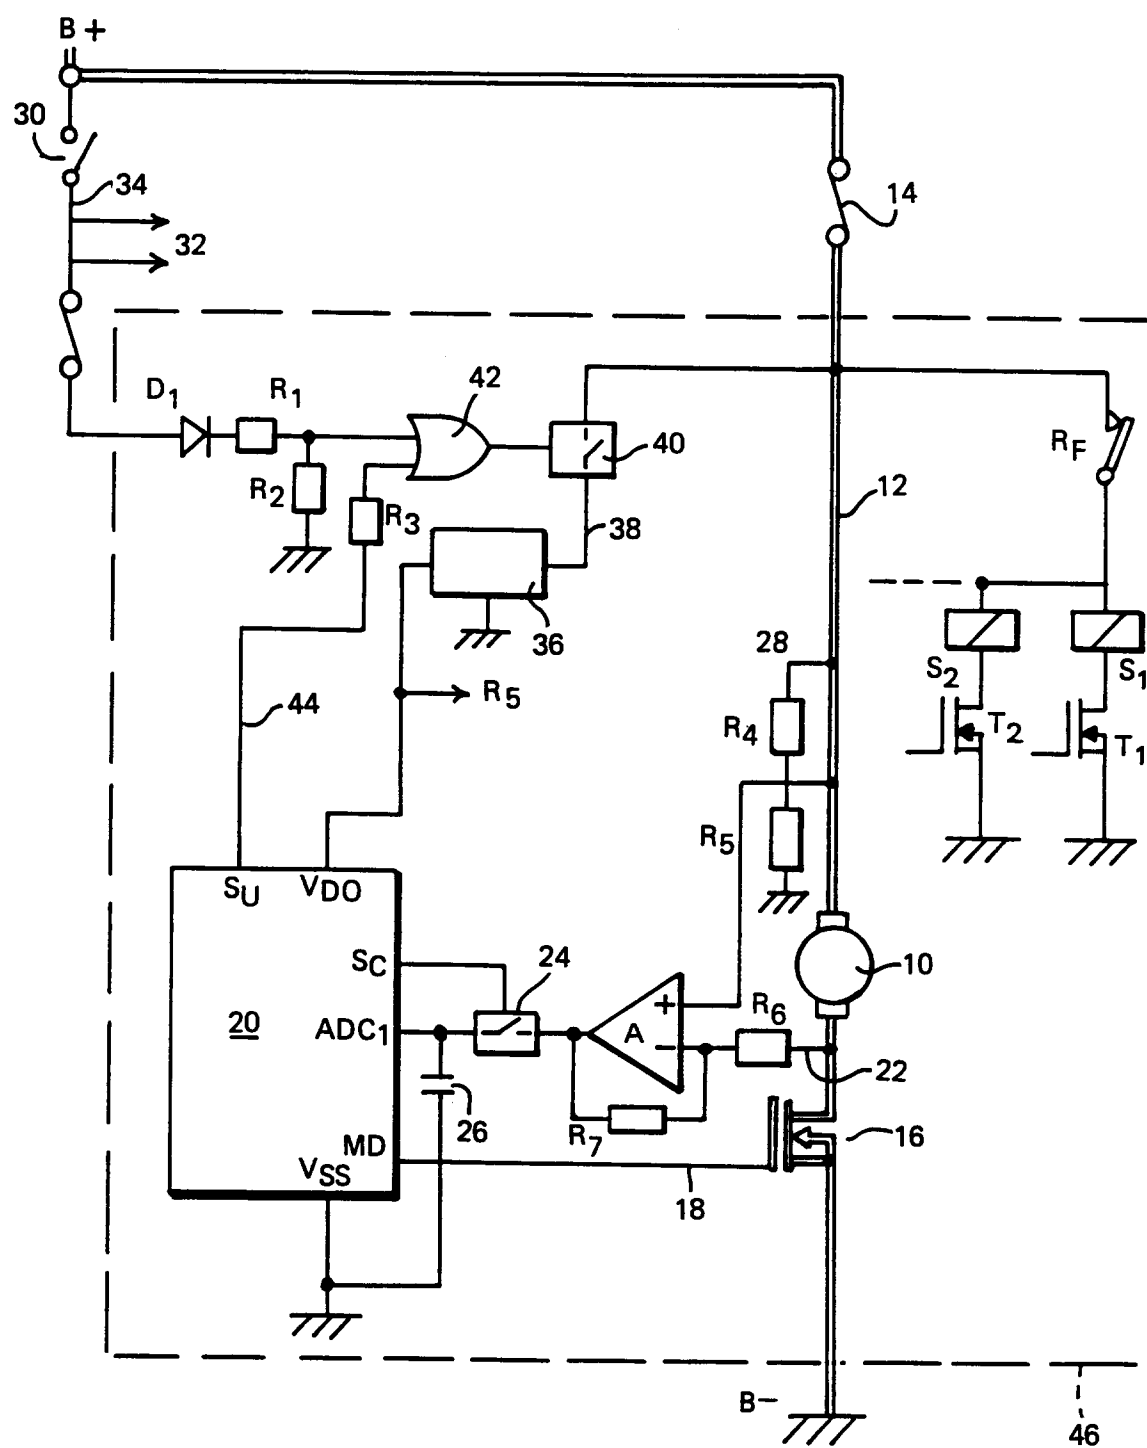 B+
30
34
14
32
D1
R1
42
40
RF
R2
R3
12
38
36
28
S2
S1
R5
44
R4
T2
T1
R5
SU
VDO
SC
24
10
R6
20
ADC1
A
+
−
22
26
R7
16
MD
VSS
18
B−
46